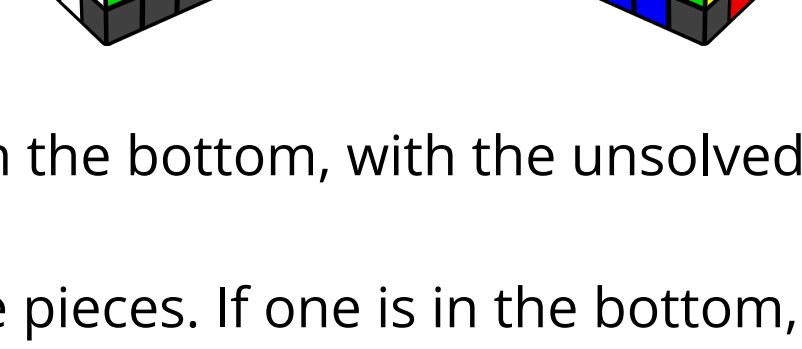 the bottom, with the unsolved
pieces. If one is in the bottom,